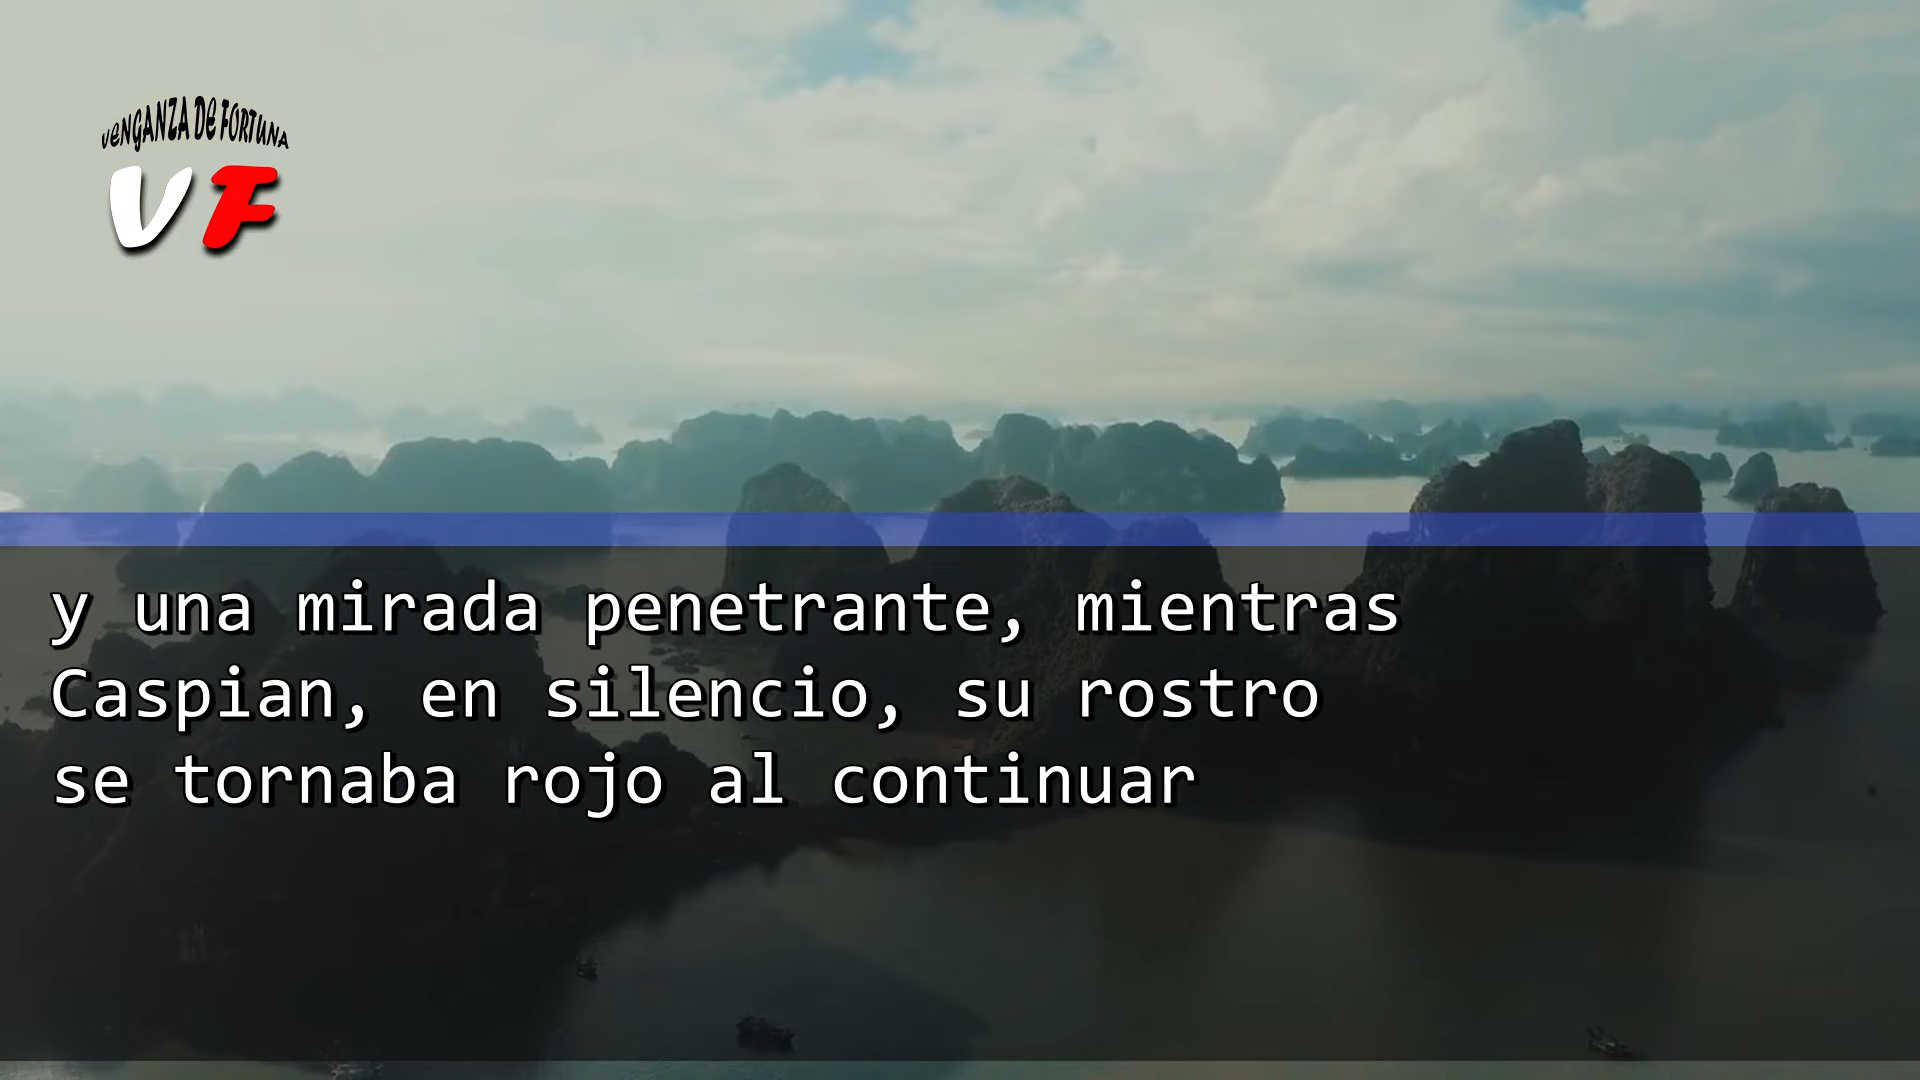 VENGANZA DE FORTUNA
VF
y una mirada penetrante, mientras
Caspian, en silencio, su rostro
se tornaba rojo al continuar